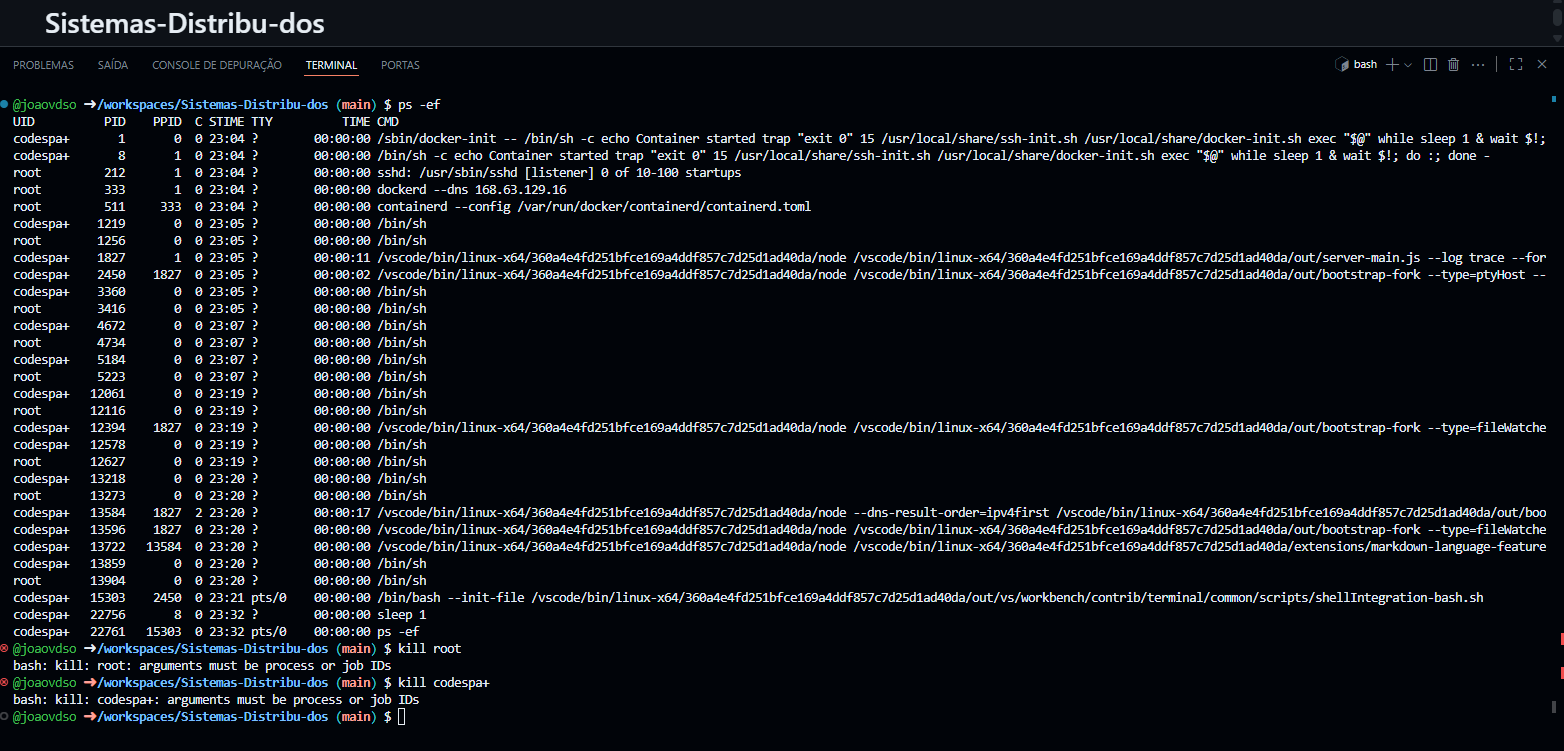 Sistemas-Distribu-dos
PROBLEMAS SAÍDA CONSOLE DE DEPURAÇÃO TERMINAL PORTAS bash
@joaovdso ➜/workspaces/Sistemas-Distribu-dos (main) $ ps -ef
UID PID PPID C STIME TTY TIME CMD
codespa+ 1 0 0 23:04 ? 00:00:00 /sbin/docker-init -- /bin/sh -c echo Container started trap "exit 0" 15 /usr/local/share/ssh-init.sh /usr/local/share/docker-init.sh exec "$@" while sleep 1 & wait $!;
codespa+ 8 1 0 23:04 ? 00:00:00 /bin/sh -c echo Container started trap "exit 0" 15 /usr/local/share/ssh-init.sh /usr/local/share/docker-init.sh exec "$@" while sleep 1 & wait $!; do :; done -
root 212 1 0 23:04 ? 00:00:00 sshd: /usr/sbin/sshd [listener] 0 of 10-100 startups
root 333 1 0 23:04 ? 00:00:00 dockerd --dns 168.63.129.16
root 511 333 0 23:04 ? 00:00:00 containerd --config /var/run/docker/containerd/containerd.toml
codespa+ 1219 0 0 23:05 ? 00:00:00 /bin/sh
root 1256 0 0 23:05 ? 00:00:00 /bin/sh
codespa+ 1827 1 0 23:05 ? 00:00:11 /vscode/bin/linux-x64/360a4e4fd251bfce169a4ddf857c7d25d1ad40da/node /vscode/bin/linux-x64/360a4e4fd251bfce169a4ddf857c7d25d1ad40da/out/server-main.js --log trace --for
codespa+ 2450 1827 0 23:05 ? 00:00:02 /vscode/bin/linux-x64/360a4e4fd251bfce169a4ddf857c7d25d1ad40da/node /vscode/bin/linux-x64/360a4e4fd251bfce169a4ddf857c7d25d1ad40da/out/bootstrap-fork --type=ptyHost --
codespa+ 3360 0 0 23:05 ? 00:00:00 /bin/sh
root 3416 0 0 23:05 ? 00:00:00 /bin/sh
codespa+ 4672 0 0 23:07 ? 00:00:00 /bin/sh
root 4734 0 0 23:07 ? 00:00:00 /bin/sh
codespa+ 5184 0 0 23:07 ? 00:00:00 /bin/sh
root 5223 0 0 23:07 ? 00:00:00 /bin/sh
codespa+ 12061 0 0 23:19 ? 00:00:00 /bin/sh
root 12116 0 0 23:19 ? 00:00:00 /bin/sh
codespa+ 12394 1827 0 23:19 ? 00:00:00 /vscode/bin/linux-x64/360a4e4fd251bfce169a4ddf857c7d25d1ad40da/node /vscode/bin/linux-x64/360a4e4fd251bfce169a4ddf857c7d25d1ad40da/out/bootstrap-fork --type=fileWatche
codespa+ 12578 0 0 23:19 ? 00:00:00 /bin/sh
root 12627 0 0 23:19 ? 00:00:00 /bin/sh
codespa+ 13218 0 0 23:20 ? 00:00:00 /bin/sh
root 13273 0 0 23:20 ? 00:00:00 /bin/sh
codespa+ 13584 1827 2 23:20 ? 00:00:17 /vscode/bin/linux-x64/360a4e4fd251bfce169a4ddf857c7d25d1ad40da/node --dns-result-order=ipv4first /vscode/bin/linux-x64/360a4e4fd251bfce169a4ddf857c7d25d1ad40da/out/boo
codespa+ 13596 1827 0 23:20 ? 00:00:00 /vscode/bin/linux-x64/360a4e4fd251bfce169a4ddf857c7d25d1ad40da/node /vscode/bin/linux-x64/360a4e4fd251bfce169a4ddf857c7d25d1ad40da/out/bootstrap-fork --type=fileWatche
codespa+ 13722 13584 0 23:20 ? 00:00:00 /vscode/bin/linux-x64/360a4e4fd251bfce169a4ddf857c7d25d1ad40da/node /vscode/bin/linux-x64/360a4e4fd251bfce169a4ddf857c7d25d1ad40da/extensions/markdown-language-feature
codespa+ 13859 0 0 23:20 ? 00:00:00 /bin/sh
root 13904 0 0 23:20 ? 00:00:00 /bin/sh
codespa+ 15303 2450 0 23:21 pts/0 00:00:00 /bin/bash --init-file /vscode/bin/linux-x64/360a4e4fd251bfce169a4ddf857c7d25d1ad40da/out/vs/workbench/contrib/terminal/common/scripts/shellIntegration-bash.sh
codespa+ 22756 8 0 23:32 ? 00:00:00 sleep 1
codespa+ 22761 15303 0 23:32 pts/0 00:00:00 ps -ef
@joaovdso ➜/workspaces/Sistemas-Distribu-dos (main) $ kill root
bash: kill: root: arguments must be process or job IDs
@joaovdso ➜/workspaces/Sistemas-Distribu-dos (main) $ kill codespa+
bash: kill: codespa+: arguments must be process or job IDs
@joaovdso ➜/workspaces/Sistemas-Distribu-dos (main) $